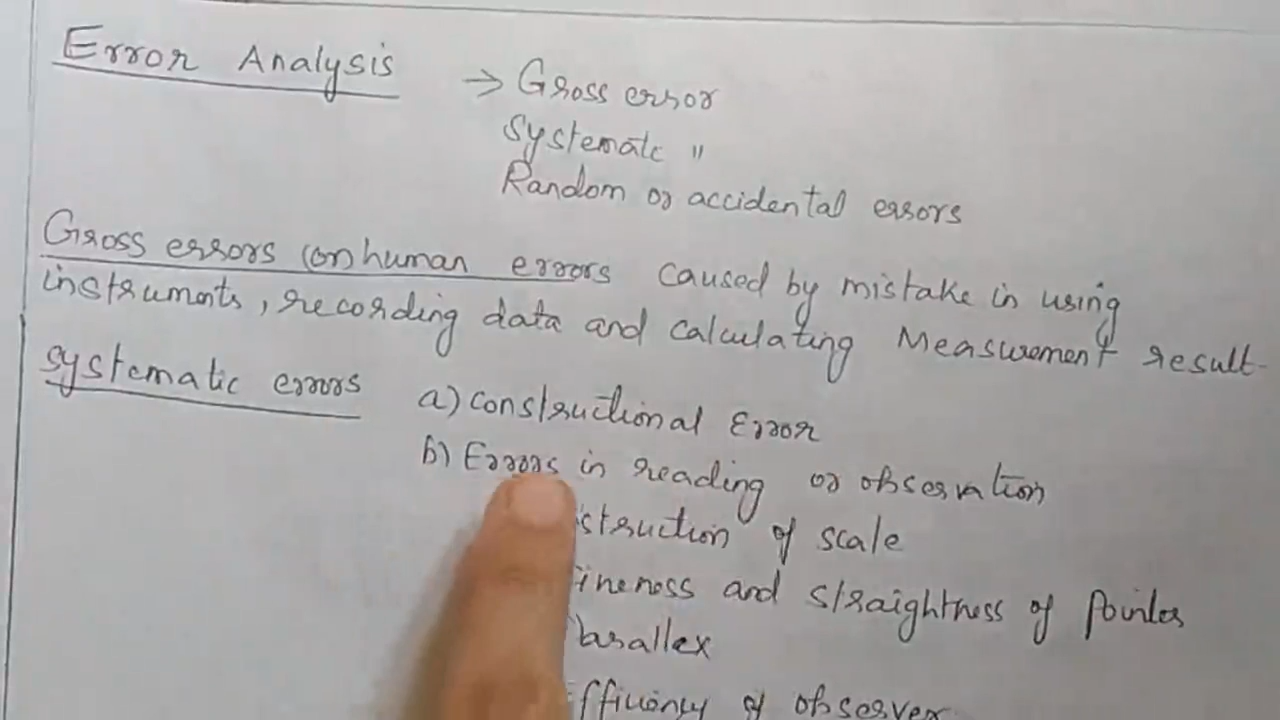 Error Analysis → Gross error
Systematc "
Random or accidental errors
Gross errors (or) human errors caused by mistake in using
instruments, recording data and calculating Measurement result-
systematic errors a) constructional Error
b) Errors in reading or observation
struction of scale
ineness and straightness of Pointer
Parallex
fficiency of observer